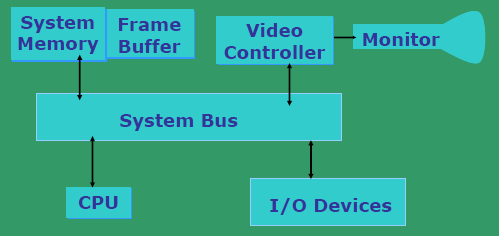 System
Memory
Frame
Buffer
Video
Controller
Monitor
System Bus
CPU
I/O Devices